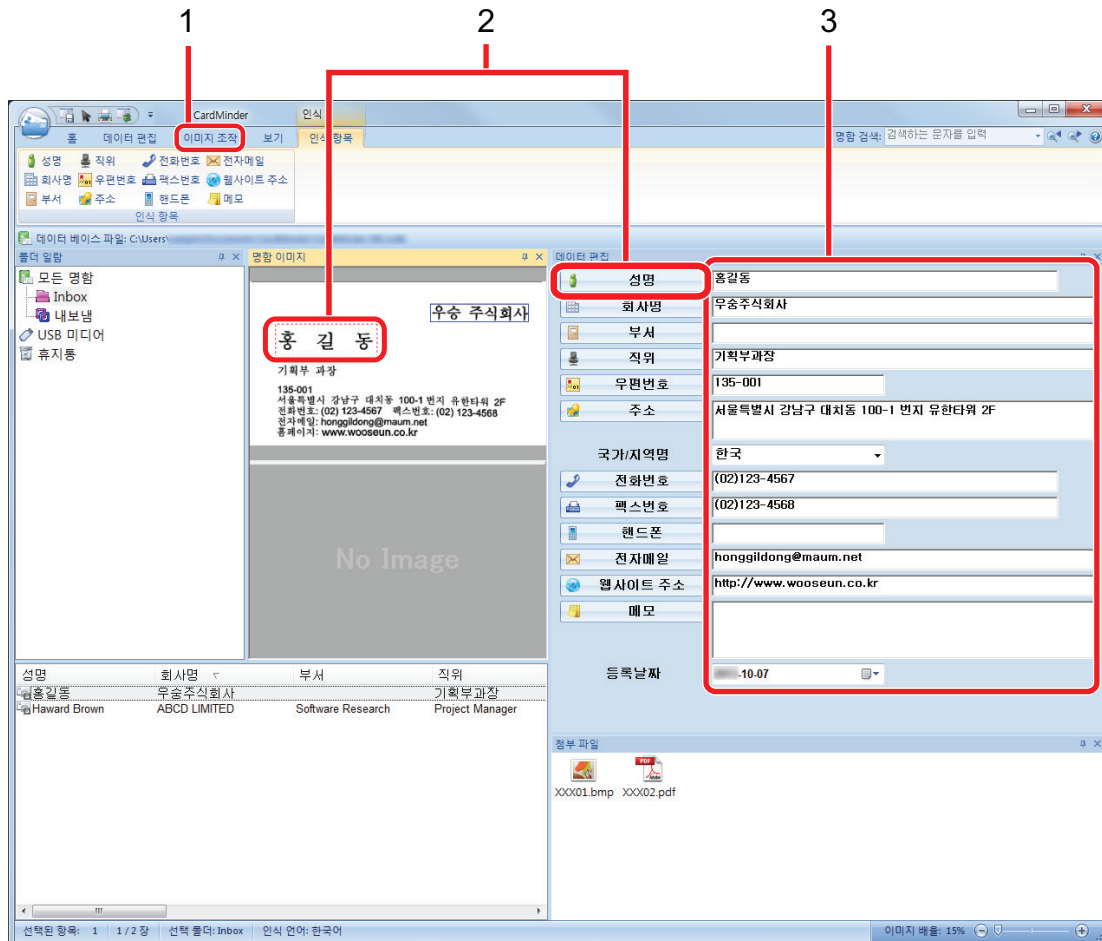 1 2 3
CardMinder 인식
홈 데이터 편집 이미지 조작 보기 인식 항목 명함 검색: 검색하는 문자를 입력
성명 직위 전화번호 전자메일
회사명 우편번호 팩스번호 웹사이트 주소
부서 주소 핸드폰 메모
인식 항목
데이터 베이스 파일: C:\Users\
폴더 일람
모든 명함
Inbox
내보냄
USB 미디어
휴지통
명함 이미지
우승 주식회사
홍 길 동
기획부 과장
135-001
서울특별시 강남구 대치동 100-1 번지 유한타워 2F
전화번호: (02) 123-4567 팩스번호: (02) 123-4568
전자메일: honggildong@maum.net
홈페이지: www.wooseun.co.kr
No Image
데이터 편집
성명 홍길동
회사명 우숭주식회사
부서
직위 기획부과장
우편번호 135-001
주소 서울특별시 강남구 대치동 100-1 번지 유한타워 2F
국가/지역명 한국
전화번호 (02)123-4567
팩스번호 (02)123-4568
핸드폰
전자메일 honggildong@maum.net
웹사이트 주소 http://www.wooseun.co.kr
메모
등록날짜 -10-07
성명 회사명 부서 직위
홍길동 우숭주식회사 기획부과장
Haward Brown ABCD LIMITED Software Research Project Manager
첨부 파일
PDF
Adobe
XXX01.bmp XXX02.pdf
선택된 항목: 1 1 / 2 장 선택 폴더: Inbox 인식 언어: 한국어 이미지 배율: 15%